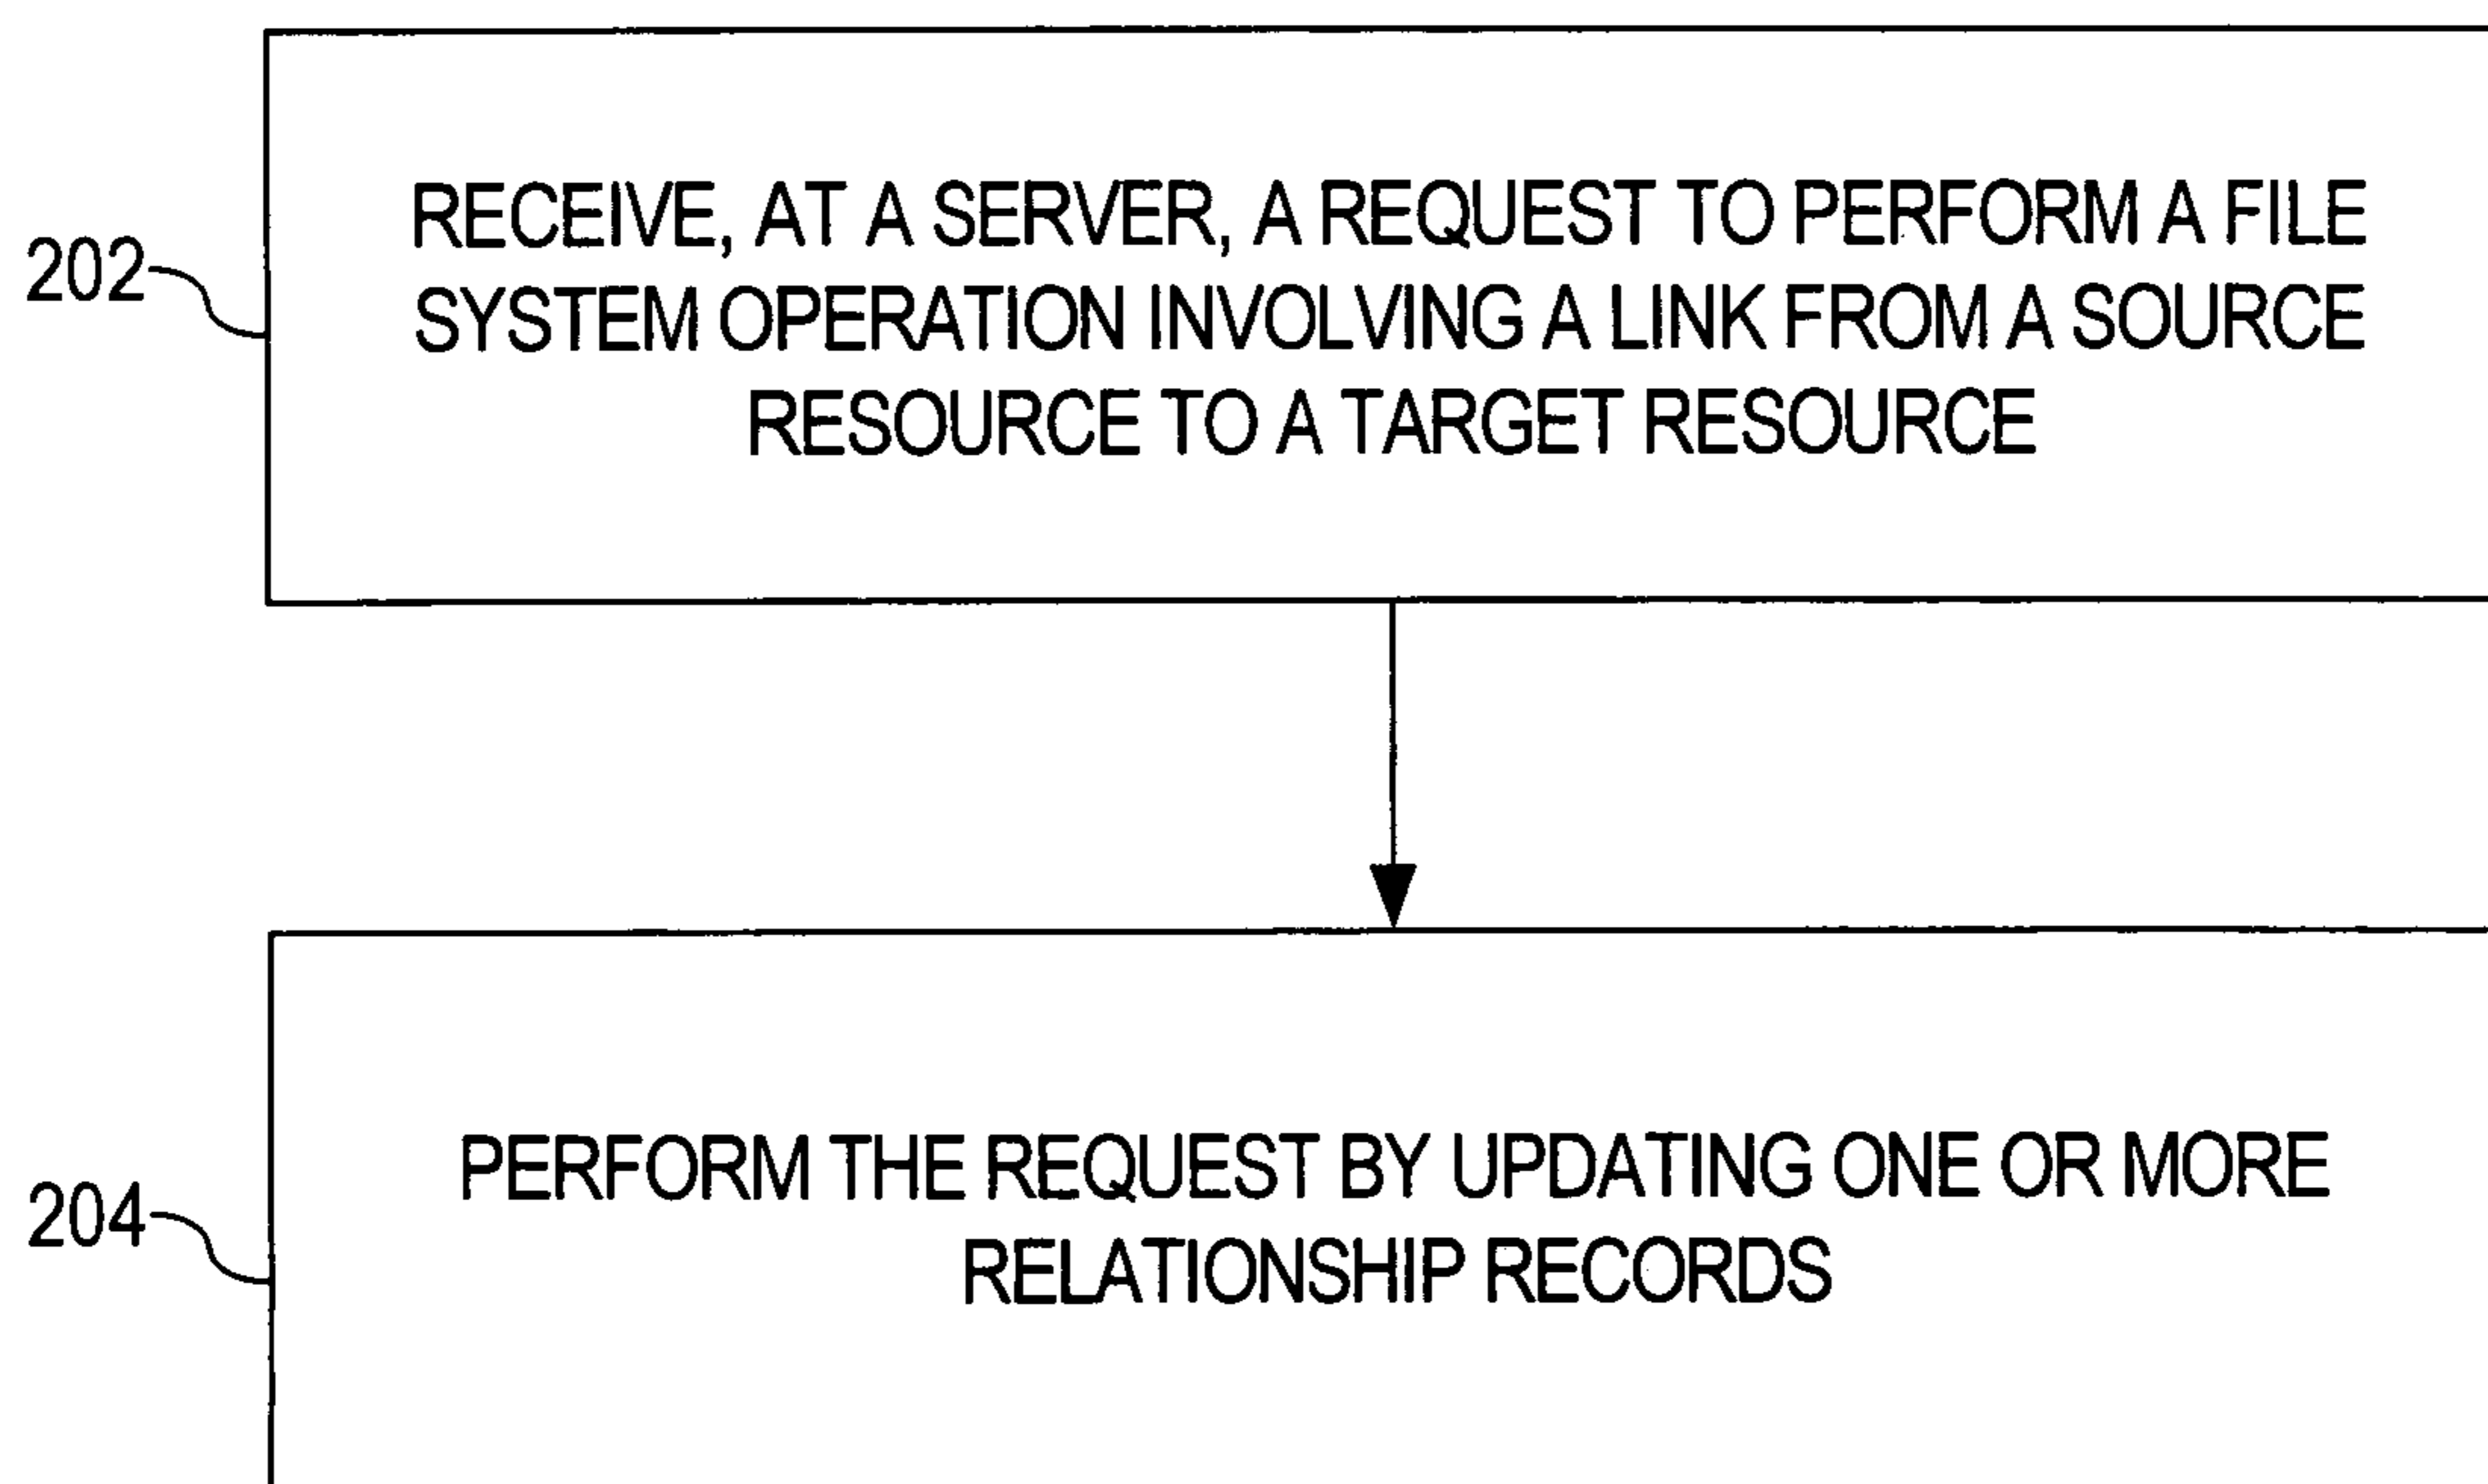 RECEIVE, AT A SERVER, A REQUEST TO PERFORM A FILE
202
SYSTEM OPERATION INVOLVING A LINK FROM A SOURCE
RESOURCE TO A TARGET RESOURCE
PERFORM THE REQUEST BY UPDATING ONE OR MORE
204
RELATIONSHIP RECORDS